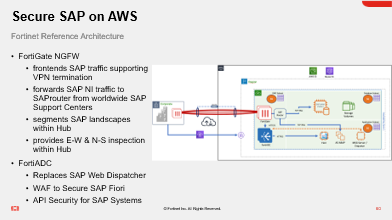 Secure SAP on AWS
Fortinet Reference Architecture
• FortiGate NGFW
• frontends SAP traffic supporting
VPN termination
• forwards SAP NI traffic to
SAProuter from worldwide SAP
Support Centers
• segments SAP landscapes
within Hub
• provides E-W & N-S inspection
within Hub
• FortiADC
• Replaces SAP Web Dispatcher
• WAF to Secure SAP Fiori
• API Security for SAP Systems
© Fortinet Inc. All Rights Reserved.